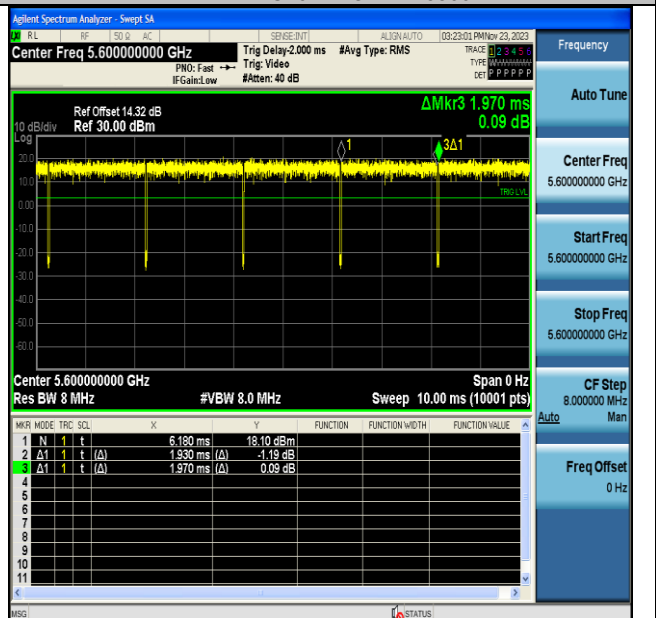 Agilent Spectrum Analyzer - Swept SA
RL RF 50 Ω AC SENSE:INT ALIGN AUTO 03:23:01 PM Nov 23, 2023
Center Freq 5.600000000 GHz
PNO: Fast
IFGain:Low
Trig Delay-2.000 ms
Trig: Video
#Atten: 40 dB
#Avg Type: RMS
TRACE 1 2 3 4 5 6
TYPE
DET P P P P P P
ΔMkr3 1.970 ms
0.09 dB
Ref Offset 14.32 dB
10 dB/div Ref 30.00 dBm
Log
20.0
10.0
0.00
-10.0
-20.0
-30.0
-40.0
-50.0
-60.0
1
3Δ1
TRIG LVL
Center 5.600000000 GHz Span 0 Hz
Res BW 8 MHz #VBW 8.0 MHz Sweep 10.00 ms (10001 pts)
MKR MODE TRC SCL X Y FUNCTION FUNCTION WIDTH FUNCTION VALUE
1 N 1 t 6.180 ms 18.10 dBm
2 Δ1 1 t (Δ) 1.930 ms (Δ) -1.19 dB
3 Δ1 1 t (Δ) 1.970 ms (Δ) 0.09 dB
4
5
6
7
8
9
10
11
MSG STATUS
Frequency
Auto Tune
Center Freq
5.600000000 GHz
Start Freq
5.600000000 GHz
Stop Freq
5.600000000 GHz
CF Step
8.000000 MHz
Auto Man
Freq Offset
0 Hz